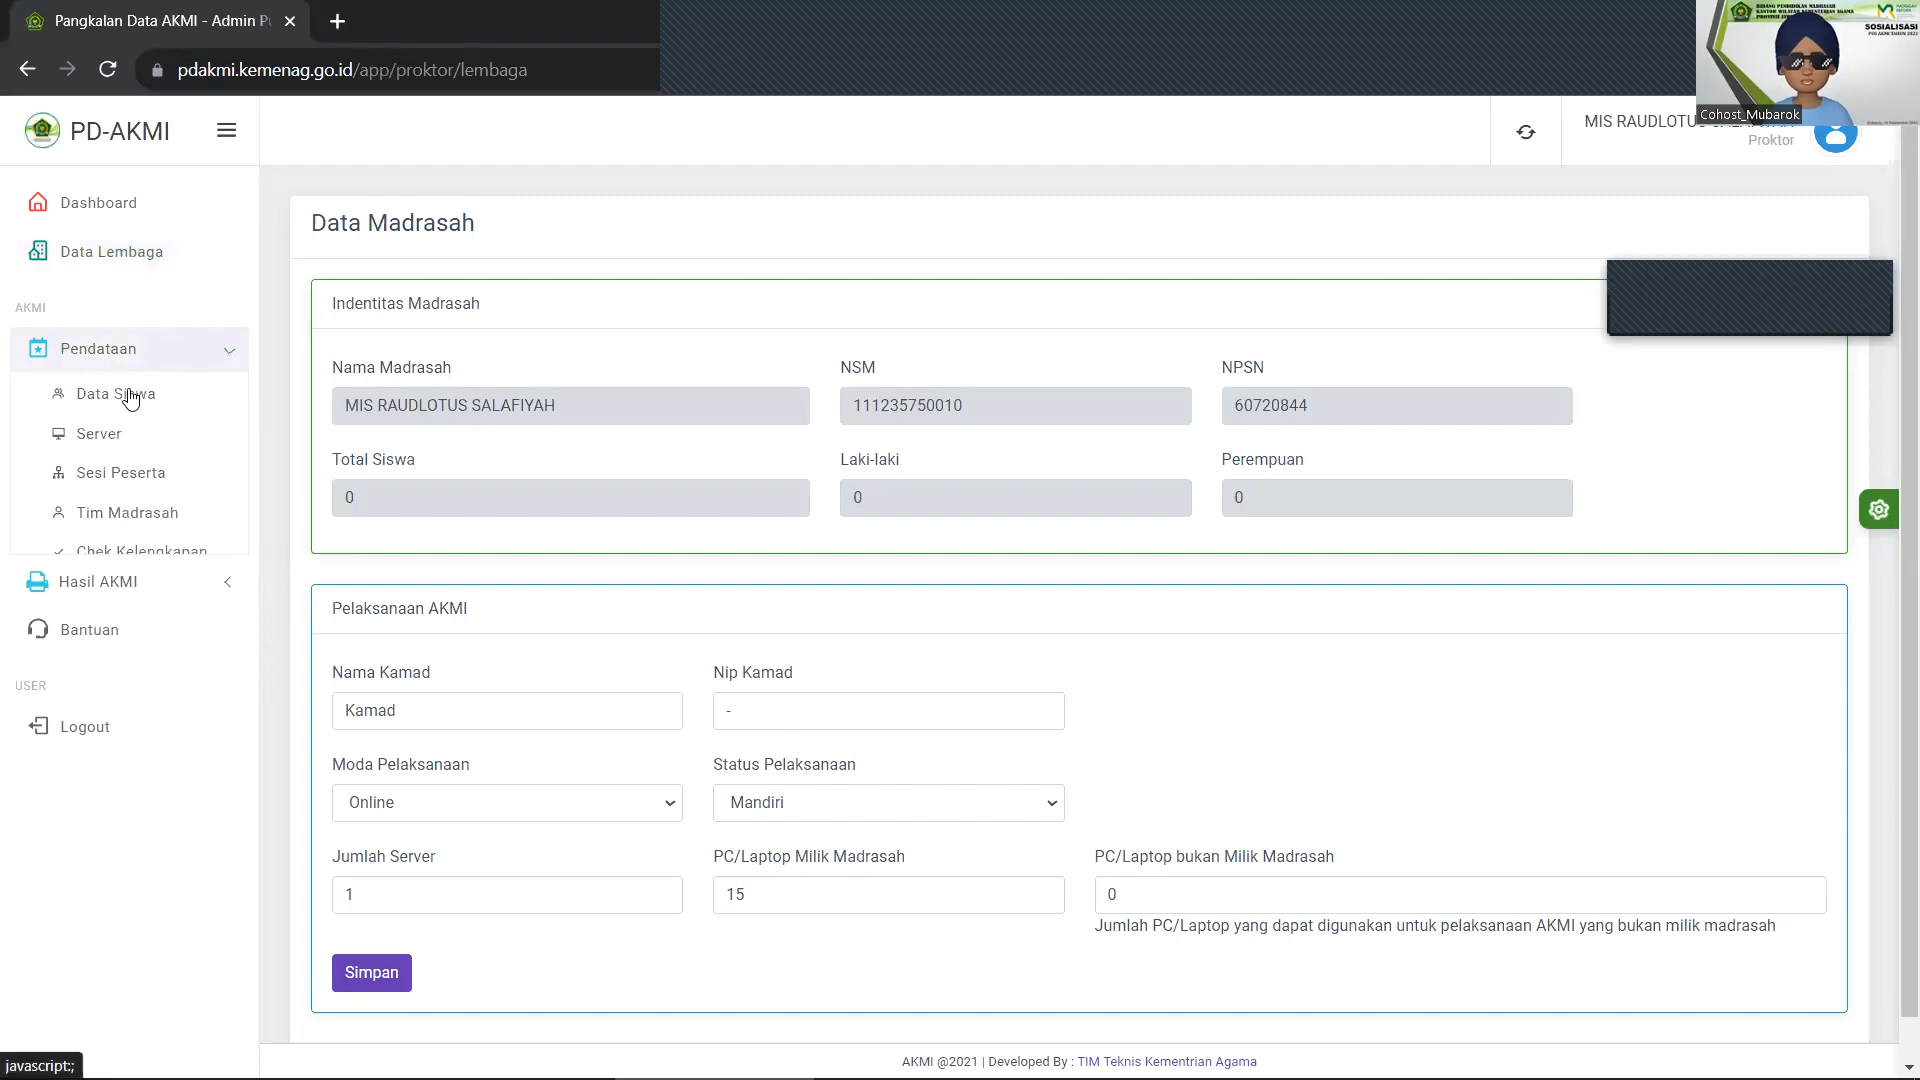 Pangkalan Data AKMI - Admin P
pdakmi.kemenag.go.id/app/proktor/lembaga
SOSIALISASI
Cohost_Mubarok
PD-AKMI
MIS RAUDLOTUS
Proktor
Dashboard
Data Lembaga
AKMI
Pendataan
Data Siswa
Server
Sesi Peserta
Tim Madrasah
Chek Kelengkapan
Hasil AKMI
Bantuan
USER
Logout
Data Madrasah
Indentitas Madrasah
Nama Madrasah
NSM
NPSN
MIS RAUDLOTUS SALAFIYAH
111235750010
60720844
Total Siswa
Laki-laki
Perempuan
0
0
0
Pelaksanaan AKMI
Nama Kamad
Nip Kamad
Kamad
-
Moda Pelaksanaan
Status Pelaksanaan
Online
Mandiri
Jumlah Server
PC/Laptop Milik Madrasah
PC/Laptop bukan Milik Madrasah
1
15
0
Jumlah PC/Laptop yang dapat digunakan untuk pelaksanaan AKMI yang bukan milik madrasah
Simpan
AKMI @2021 | Developed By : TIM Teknis Kementrian Agama
javascript:;